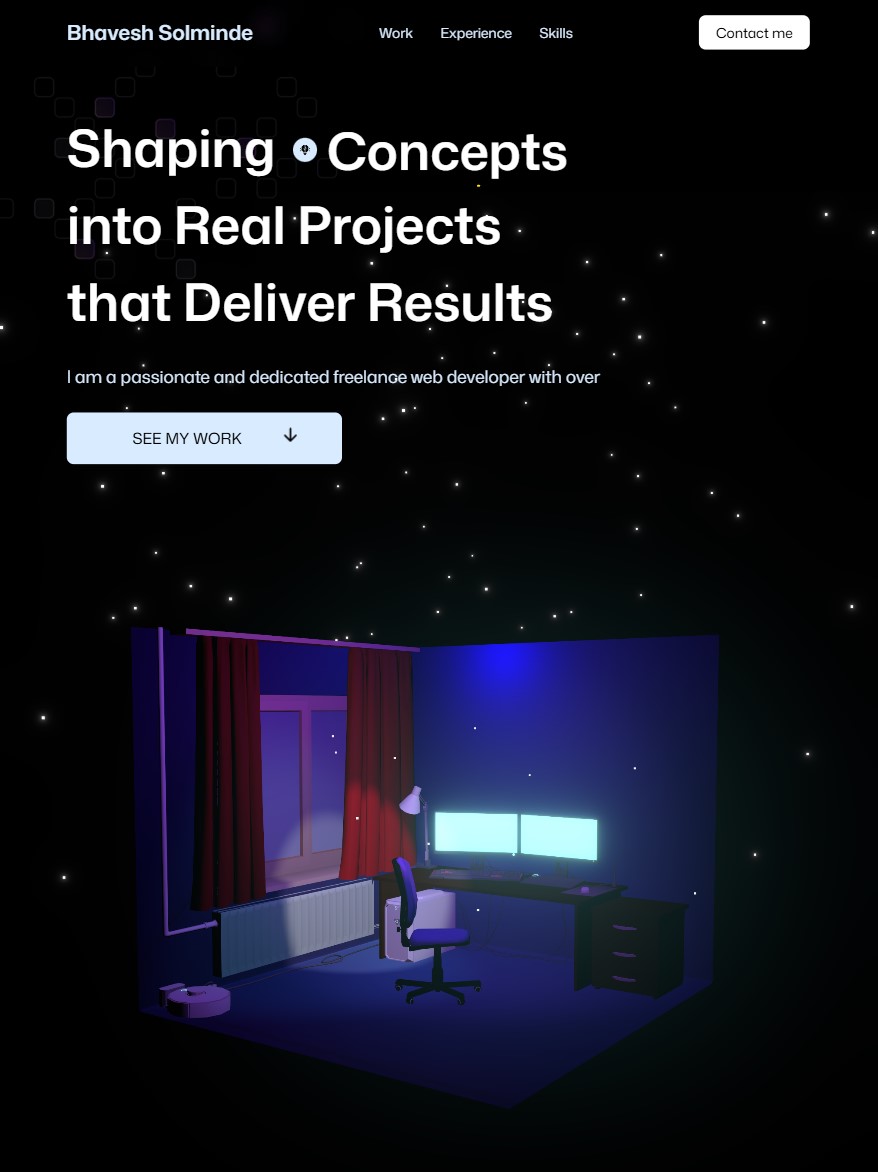 Bhavesh Solminde
Work Experience Skills
Contact me
Shaping Concepts
into Real Projects
that Deliver Results
I am a passionate and dedicated freelance web developer with over
SEE MY WORK